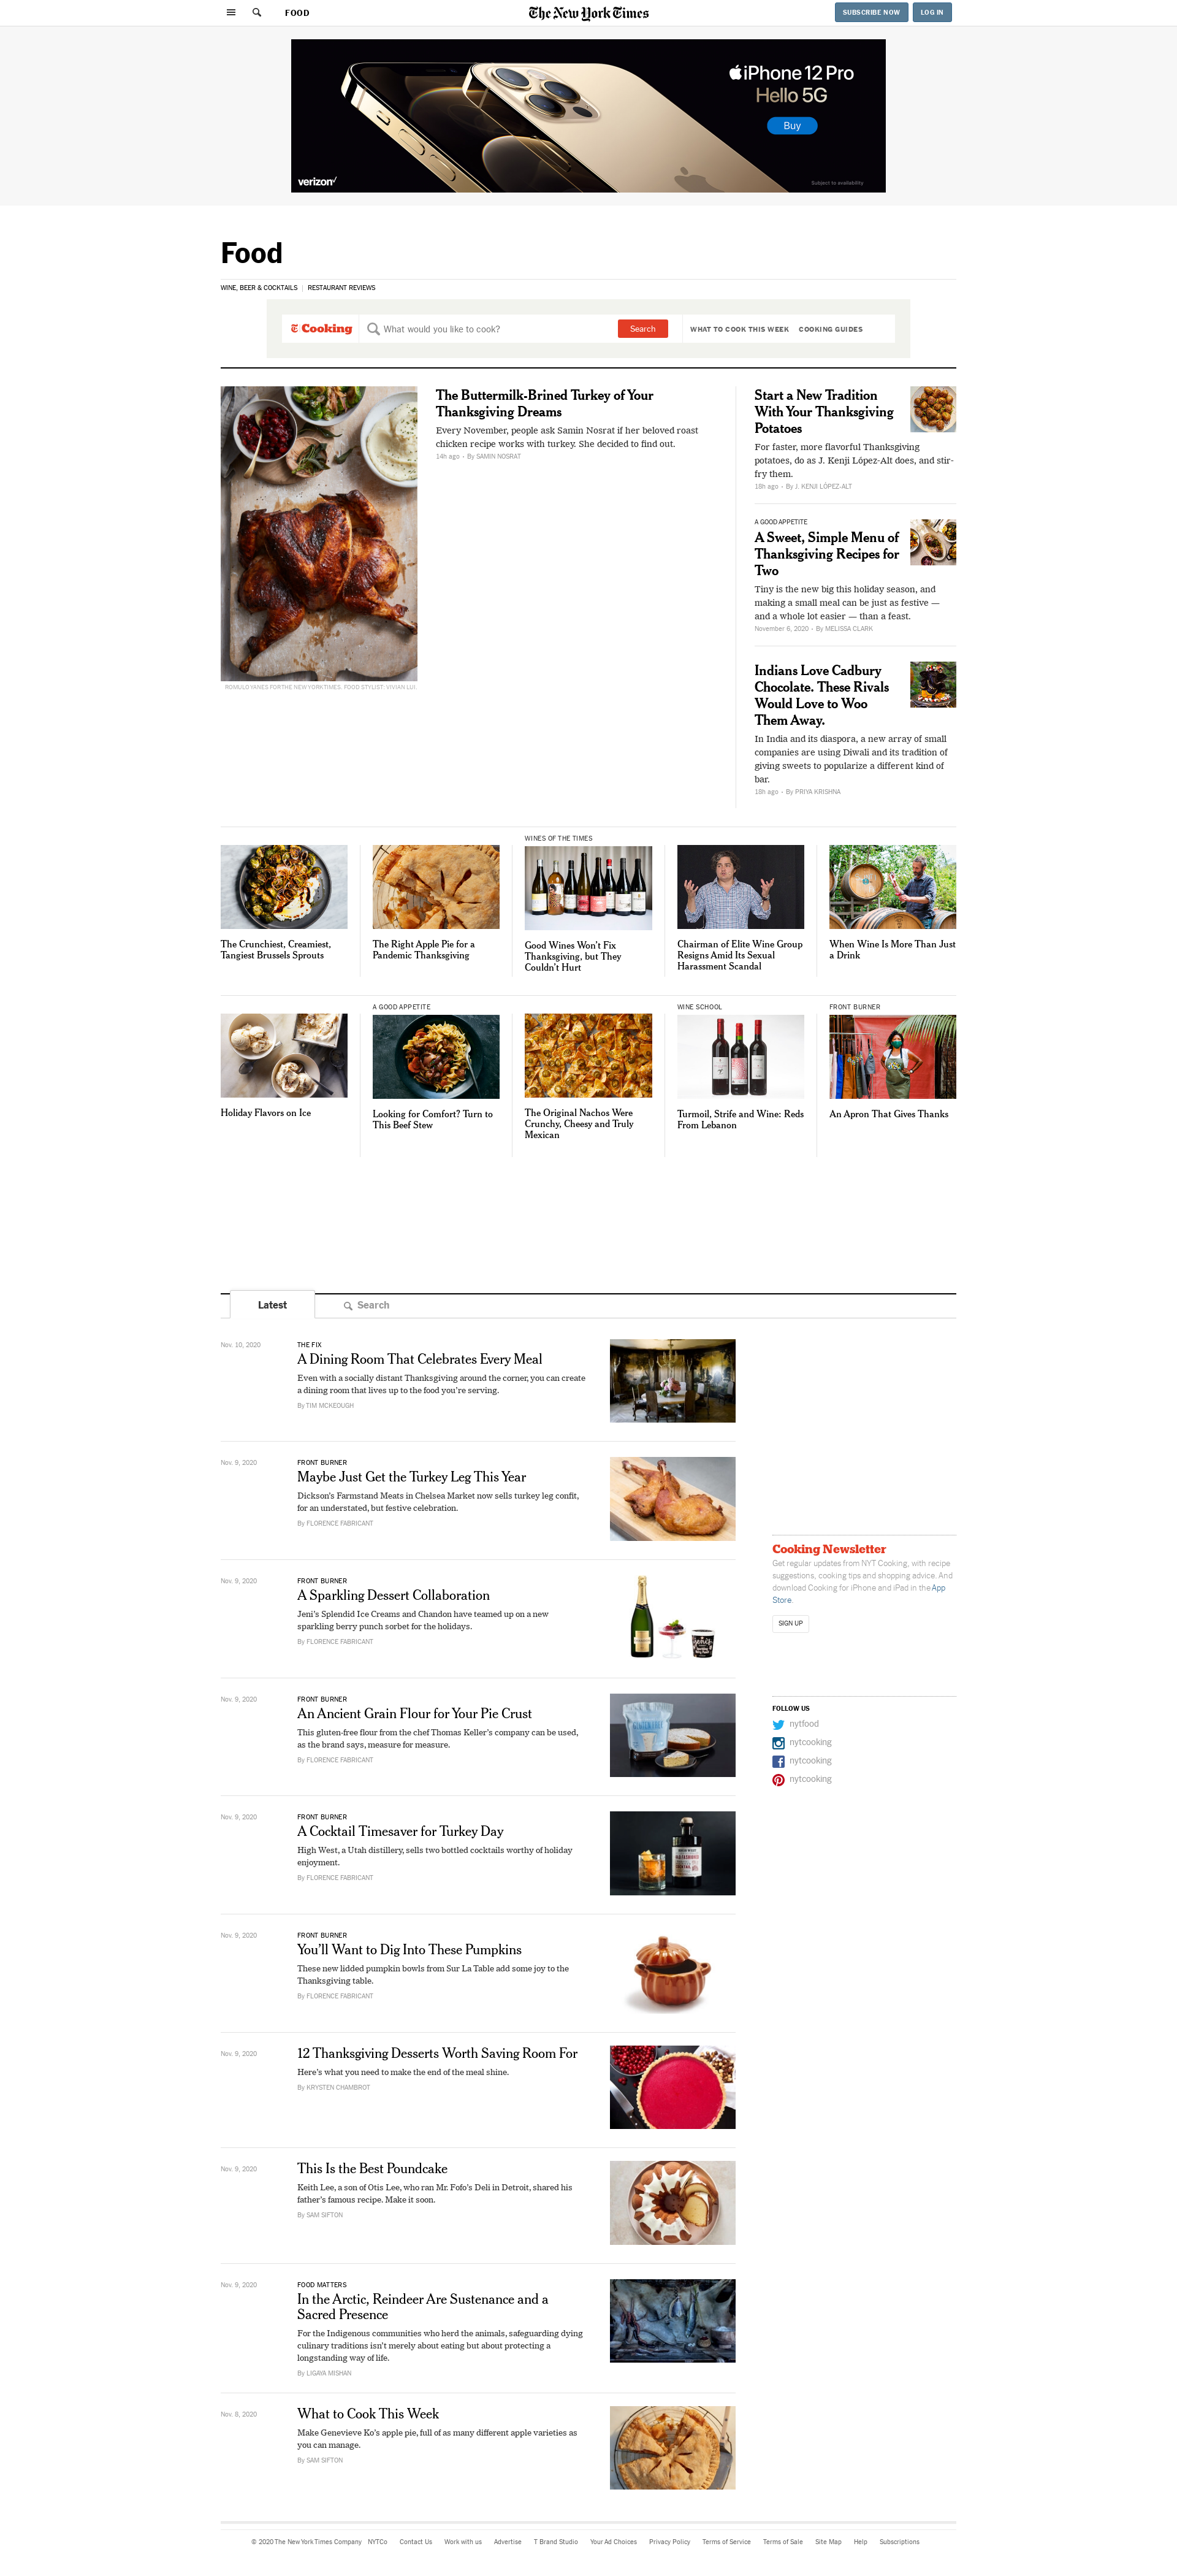 FOOD
The New York Times
SUBSCRIBE NOW
LOG IN
iPhone 12 Pro
Hello 5G
Buy
verizon✓
Subject to availability.
Food
WINE, BEER & COCKTAILS
RESTAURANT REVIEWS
T Cooking
What would you like to cook?
Search
WHAT TO COOK THIS WEEK
COOKING GUIDES
The Buttermilk-Brined Turkey of Your
Thanksgiving Dreams
Every November, people ask Samin Nosrat if her beloved roast
chicken recipe works with turkey. She decided to find out.
14h ago • By SAMIN NOSRAT
ROMULO YANES FOR THE NEW YORK TIMES. FOOD STYLIST: VIVIAN LUI.
Start a New Tradition
With Your Thanksgiving
Potatoes
For faster, more flavorful Thanksgiving
potatoes, do as J. Kenji López-Alt does, and stir-
fry them.
18h ago • By J. KENJI LÓPEZ-ALT
A GOOD APPETITE
A Sweet, Simple Menu of
Thanksgiving Recipes for
Two
Tiny is the new big this holiday season, and
making a small meal can be just as festive —
and a whole lot easier — than a feast.
November 6, 2020 • By MELISSA CLARK
Indians Love Cadbury
Chocolate. These Rivals
Would Love to Woo
Them Away.
In India and its diaspora, a new array of small
companies are using Diwali and its tradition of
giving sweets to popularize a different kind of
bar.
18h ago • By PRIYA KRISHNA
The Crunchiest, Creamiest,
Tangiest Brussels Sprouts
The Right Apple Pie for a
Pandemic Thanksgiving
WINES OF THE TIMES
Good Wines Won't Fix
Thanksgiving, but They
Couldn't Hurt
Chairman of Elite Wine Group
Resigns Amid Its Sexual
Harassment Scandal
When Wine Is More Than Just
a Drink
Holiday Flavors on Ice
A GOOD APPETITE
Looking for Comfort? Turn to
This Beef Stew
The Original Nachos Were
Crunchy, Cheesy and Truly
Mexican
WINE SCHOOL
Turmoil, Strife and Wine: Reds
From Lebanon
FRONT BURNER
An Apron That Gives Thanks
Latest
Search
Nov. 10, 2020
THE FIX
A Dining Room That Celebrates Every Meal
Even with a socially distant Thanksgiving around the corner, you can create
a dining room that lives up to the food you're serving.
By TIM MCKEOUGH
Nov. 9, 2020
FRONT BURNER
Maybe Just Get the Turkey Leg This Year
Dickson's Farmstand Meats in Chelsea Market now sells turkey leg confit,
for an understated, but festive celebration.
By FLORENCE FABRICANT
Nov. 9, 2020
FRONT BURNER
A Sparkling Dessert Collaboration
Jeni's Splendid Ice Creams and Chandon have teamed up on a new
sparkling berry punch sorbet for the holidays.
By FLORENCE FABRICANT
Nov. 9, 2020
FRONT BURNER
An Ancient Grain Flour for Your Pie Crust
This gluten-free flour from the chef Thomas Keller's company can be used,
as the brand says, measure for measure.
By FLORENCE FABRICANT
Nov. 9, 2020
FRONT BURNER
A Cocktail Timesaver for Turkey Day
High West, a Utah distillery, sells two bottled cocktails worthy of holiday
enjoyment.
By FLORENCE FABRICANT
Nov. 9, 2020
FRONT BURNER
You'll Want to Dig Into These Pumpkins
These new lidded pumpkin bowls from Sur La Table add some joy to the
Thanksgiving table.
By FLORENCE FABRICANT
Nov. 9, 2020
12 Thanksgiving Desserts Worth Saving Room For
Here's what you need to make the end of the meal shine.
By KRYSTEN CHAMBROT
Nov. 9, 2020
This Is the Best Poundcake
Keith Lee, a son of Otis Lee, who ran Mr. Fofo's Deli in Detroit, shared his
father's famous recipe. Make it soon.
By SAM SIFTON
Nov. 9, 2020
FOOD MATTERS
In the Arctic, Reindeer Are Sustenance and a
Sacred Presence
For the Indigenous communities who herd the animals, safeguarding dying
culinary traditions isn't merely about eating but about protecting a
longstanding way of life.
By LIGAYA MISHAN
Nov. 8, 2020
What to Cook This Week
Make Genevieve Ko's apple pie, full of as many different apple varieties as
you can manage.
By SAM SIFTON
Cooking Newsletter
Get regular updates from NYT Cooking, with recipe
suggestions, cooking tips and shopping advice. And
download Cooking for iPhone and iPad in the App
Store.
SIGN UP
FOLLOW US
nytfood
nytcooking
nytcooking
nytcooking
© 2020 The New York Times Company
NYTCo
Contact Us
Work with us
Advertise
T Brand Studio
Your Ad Choices
Privacy Policy
Terms of Service
Terms of Sale
Site Map
Help
Subscriptions